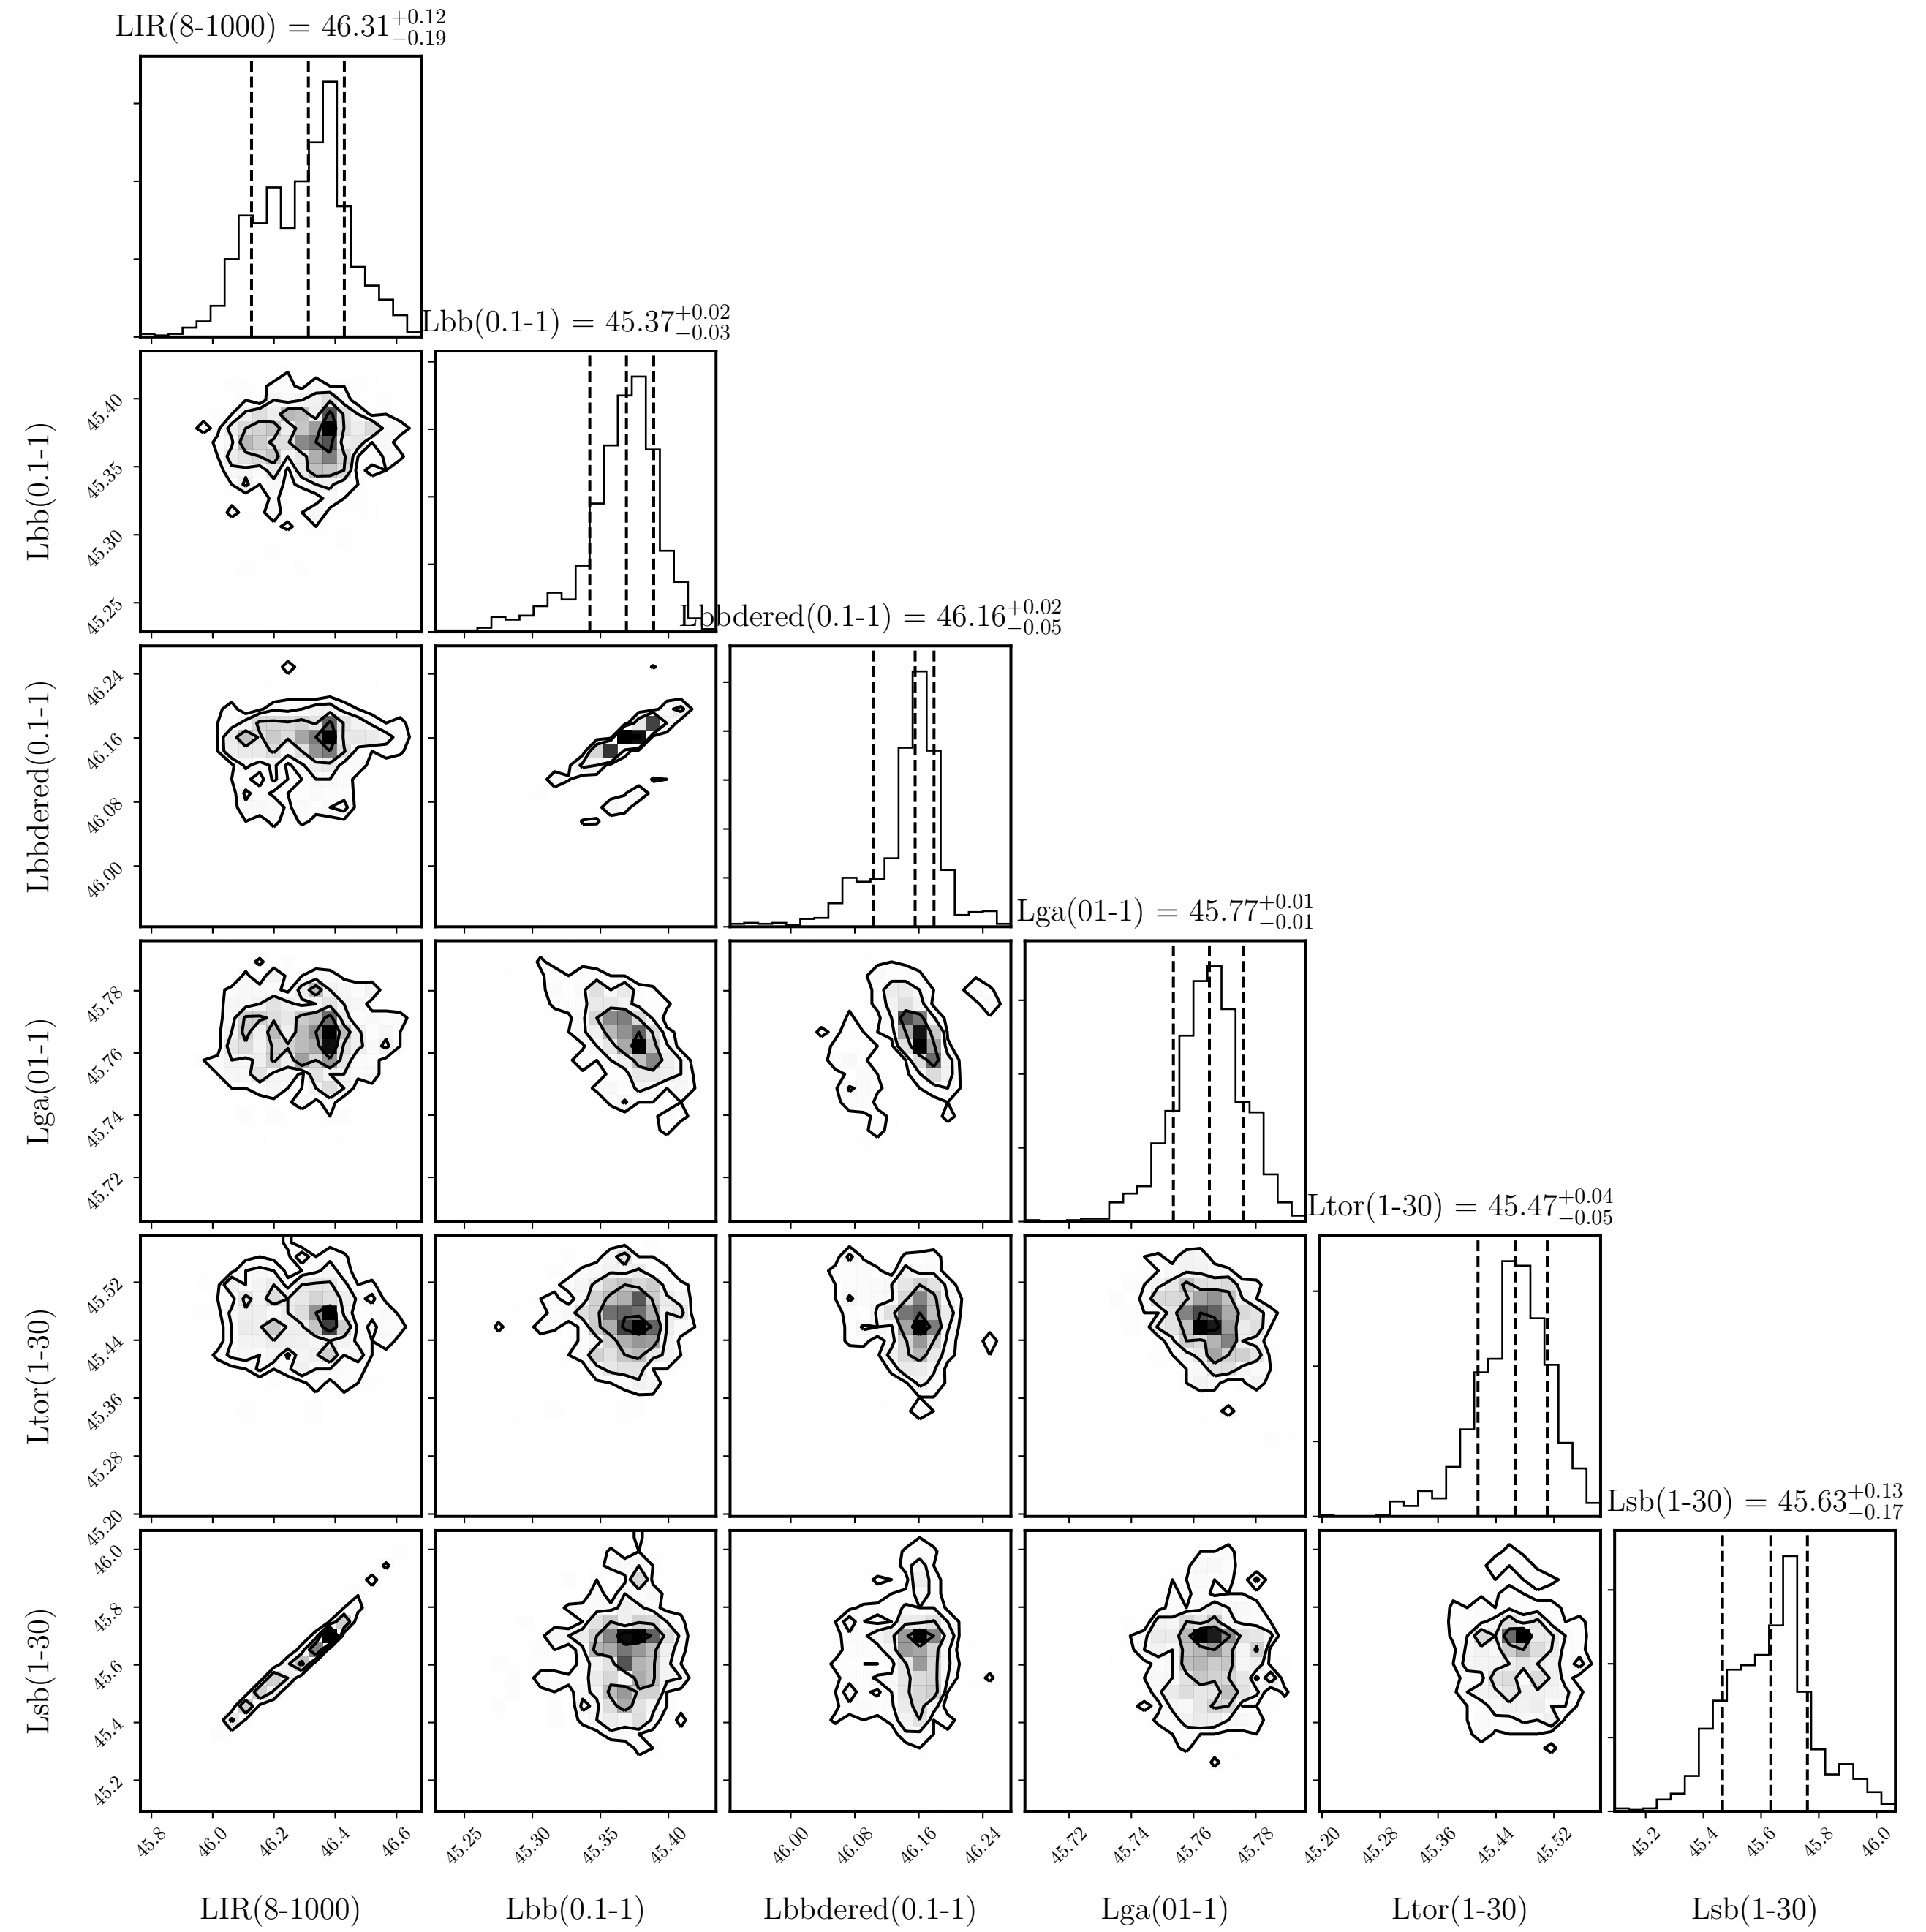 LIR(8-1000) = 46.31+0.12−0.19
Lbb(0.1-1) = 45.37+0.02−0.03
45.40
45.35
45.30
45.25
Lbb(0.1-1)
Lbbdered(0.1-1) = 46.16+0.02−0.05
46.24
46.16
46.08
46.00
Lbbdered(0.1-1)
Lga(01-1) = 45.77+0.01−0.01
45.78
45.76
45.74
45.72
Lga(01-1)
Ltor(1-30) = 45.47+0.04−0.05
45.52
45.44
45.36
45.28
45.20
Ltor(1-30)
Lsb(1-30) = 45.63+0.13−0.17
46.0
45.8
45.6
45.4
45.2
Lsb(1-30)
45.8 46.0 46.2 46.4 46.6 45.25 45.30 45.35 45.40 46.00 46.08 46.16 46.24 45.72 45.74 45.76 45.78 45.20 45.28 45.36 45.44 45.52 45.2 45.4 45.6 45.8 46.0
LIR(8-1000) Lbb(0.1-1) Lbbdered(0.1-1) Lga(01-1) Ltor(1-30) Lsb(1-30)